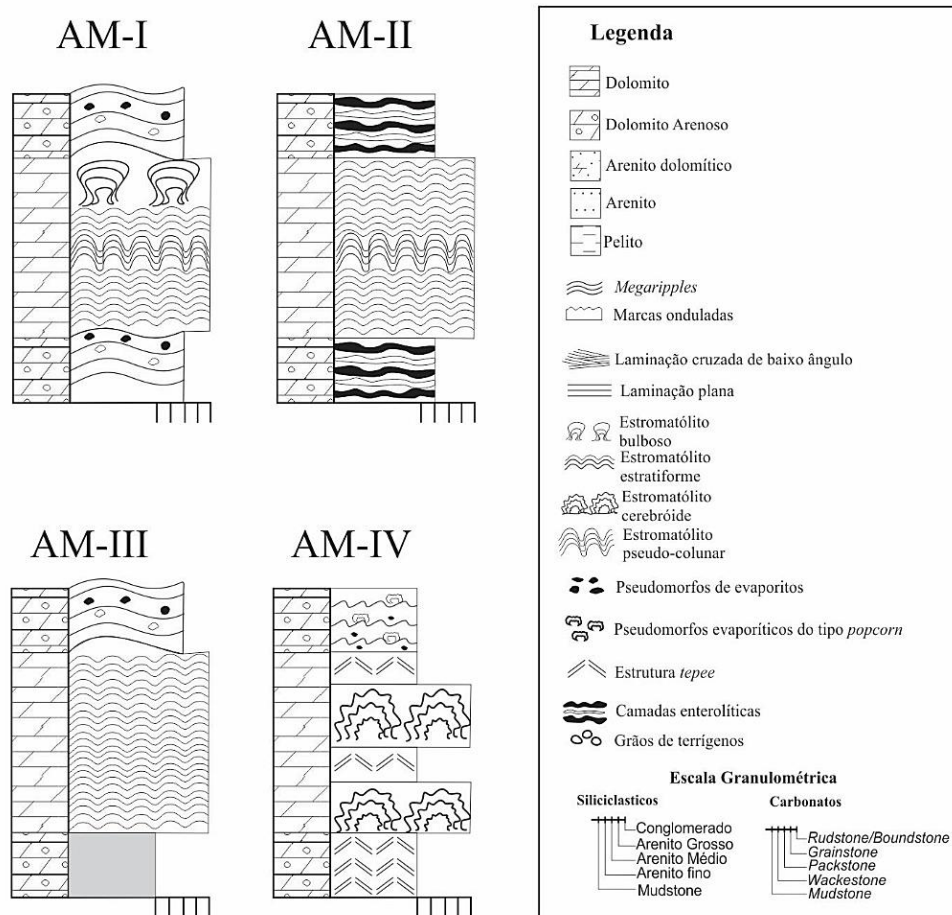 AM-I
AM-II
AM-III
AM-IV
Legenda
Dolomito
Dolomito Arenoso
Arenito dolomítico
Arenito
Pelito
Megaripples
Marcas onduladas
Laminação cruzada de baixo ângulo
Laminação plana
Estromatólito
bulboso
Estromatólito
estratiforme
Estromatólito
cerebróide
Estromatólito
pseudo-colunar
Pseudomorfos de evaporitos
Pseudomorfos evaporíticos do tipo popcorn
Estrutura tepee
Camadas enterolíticas
Grãos de terrígenos
Escala Granulométrica
Siliciclasticos
Conglomerado
Arenito Grosso
Arenito Médio
Arenito fino
Mudstone
Carbonatos
Rudstone/Boundstone
Grainstone
Packstone
Wackestone
Mudstone